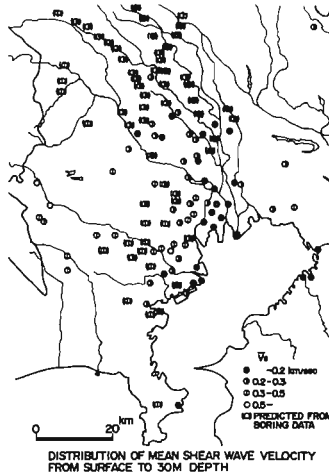 V̄s
-0.2 km/sec
0.2-0.3
0.3-0.5
0.5-
PREDICTED FROM
BORING DATA
0 20
km
DISTRIBUTION OF MEAN SHEAR WAVE VELOCITY
FROM SURFACE TO 30M DEPTH